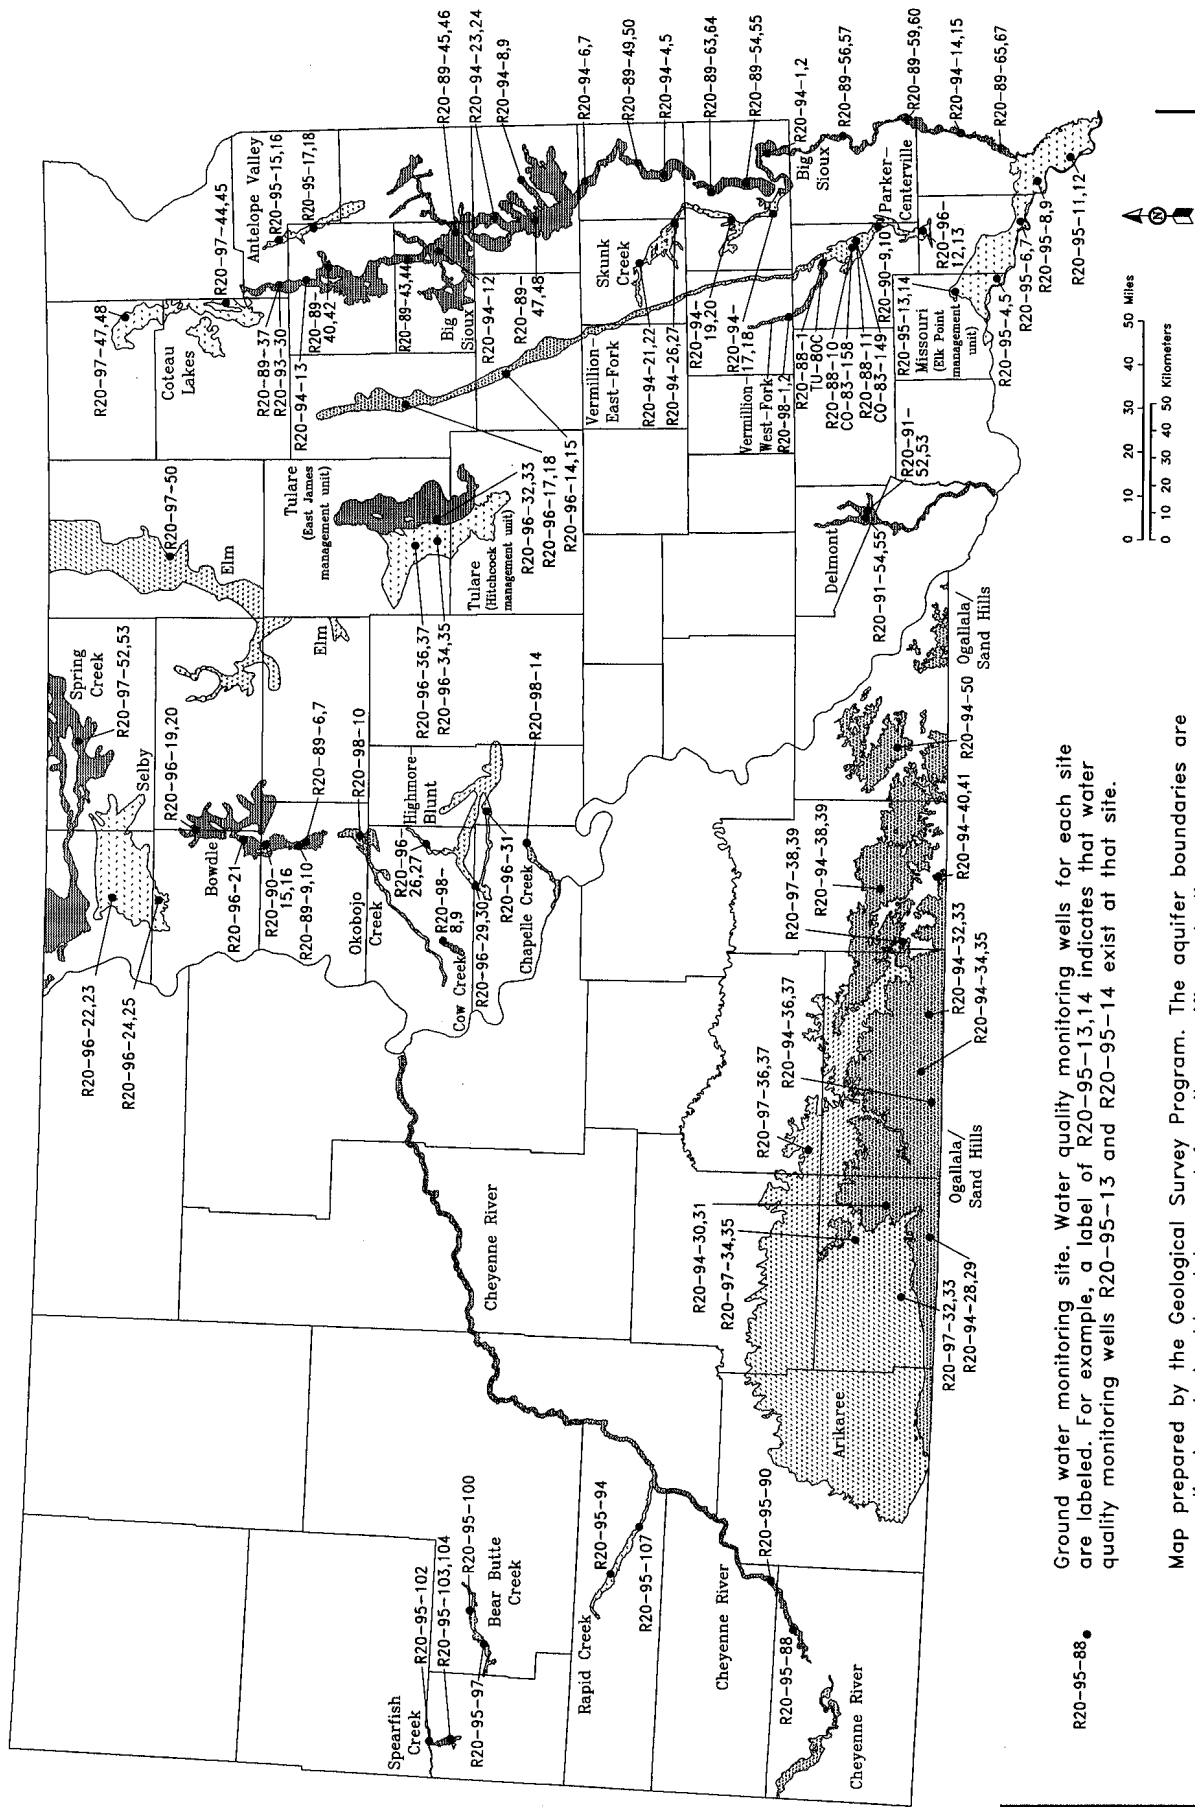 R20-97-47,48
Coteau
Lakes
R20-97-44,45
Antelope Valley
R20-95-15,16
R20-95-17,18
R20-89-37
R20-93-30
R20-94-13
R20-89-
40,42
R20-89-43,44
Big
Sioux
R20-94-12
R20-89-
47,48
R20-89-45,46
R20-94-23,24
R20-94-8,9
R20-94-6,7
R20-89-49,50
R20-94-4,5
R20-89-63,64
R20-89-54,55
R20-94-1,2
Big
Sioux
R20-89-56,57
R20-89-59,60
R20-94-14,15
R20-89-65,67
Skunk
Creek
Vermillion-
East-Fork
R20-94-21,22
R20-94-26,27
R20-94-
19,20
R20-94-
17,18
Vermillion-
West-Fork
R20-98-1,2
R20-88-1
TU-80C
R20-88-10
CO-83-158
R20-88-11
CO-83-149
R20-90-9,10
Parker-
Centerville
R20-96-
12,13
R20-95-13,14
Missouri
(Elk Point
management
unit)
R20-95-4,5
R20-95-6,7
R20-95-8,9
R20-95-11,12
R20-97-50
Elm
Elm
Tulare
(East James
management unit)
Tulare
(Hitchcock
management unit)
R20-96-32,33
R20-96-17,18
R20-96-14,15
R20-96-36,37
R20-96-34,35
Delmont
R20-91-
52,53
R20-91-54,55
Spring
Creek
R20-97-52,53
Selby
R20-96-19,20
Bowdle
R20-96-21
R20-90-
15,16
R20-89-9,10
R20-89-6,7
R20-98-10
Okobojo
Creek
R20-96-22,23
R20-96-24,25
Highmore-
Blunt
R20-96-
26,27
R20-98-
8,9
Cow Creek
R20-96-29,30
R20-96-31
Chapelle Creek
R20-98-14
Ogallala/
Sand Hills
R20-94-50
R20-94-40,41
R20-97-38,39
R20-94-38,39
R20-94-32,33
R20-94-34,35
R20-97-36,37
R20-94-36,37
Ogallala/
Sand Hills
R20-94-30,31
R20-97-34,35
R20-97-32,33
R20-94-28,29
Arikaree
Cheyenne River
Spearfish
Creek
R20-95-102
R20-95-103,104
R20-95-97
R20-95-100
Bear Butte
Creek
Rapid Creek
R20-95-94
R20-95-107
Cheyenne River
R20-95-90
R20-95-88
Cheyenne River
N
0 10 20 30 40 50 Miles
0 10 20 30 40 50 Kilometers
R20-95-88
Ground water monitoring site. Water quality monitoring wells for each site
are labeled. For example, a label of R20-95-13,14 indicates that water
quality monitoring wells R20-95-13 and R20-95-14 exist at that site.
Map prepared by the Geological Survey Program. The aquifer boundaries are